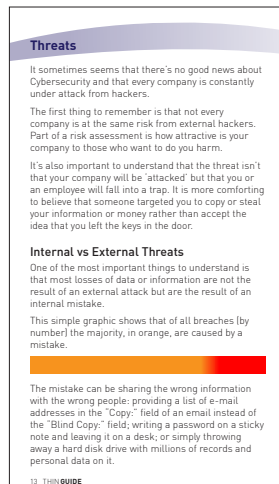 Threats
It sometimes seems that there's no good news about
Cybersecurity and that every company is constantly
under attack from hackers.
The first thing to remember is that not every
company is at the same risk from external hackers.
Part of a risk assessment is how attractive is your
company to those who want to do you harm.
It's also important to understand that the threat isn't
that your company will be 'attacked' but that you or
an employee will fall into a trap. It is more comforting
to believe that someone targeted you to copy or steal
your information or money rather than accept the
idea that you left the keys in the door.
Internal vs External Threats
One of the most important things to understand is
that most losses of data or information are not the
result of an external attack but are the result of an
internal mistake.
This simple graphic shows that of all breaches (by
number) the majority, in orange, are caused by a
mistake.
The mistake can be sharing the wrong information
with the wrong people: providing a list of e-mail
addresses in the "Copy:" field of an email instead of
the "Blind Copy:" field; writing a password on a sticky
note and leaving it on a desk; or simply throwing
away a hard disk drive with millions of records and
personal data on it.
13 THINGUIDE